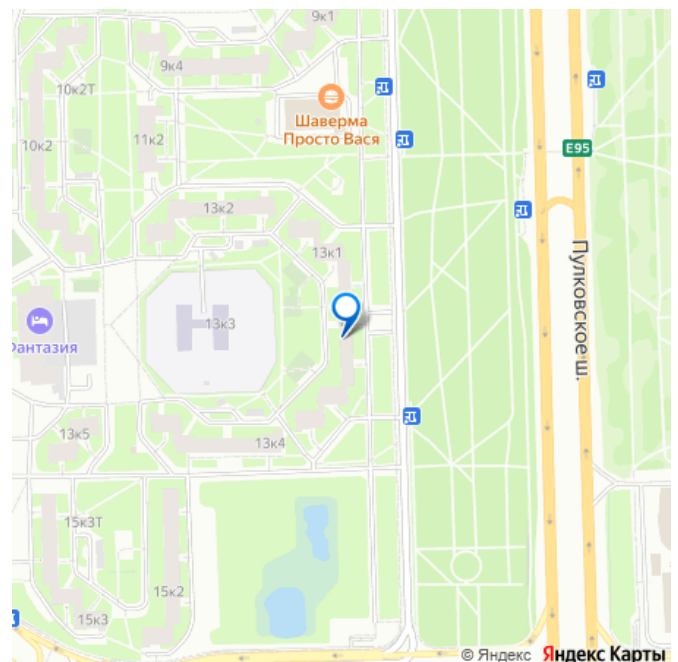 9к1
9к4
10к2Т
Шаверма
Просто Вася
10к2
11к2
E95
13к2
13к1
Пулковское ш.
13к3
Фантазия
13к5
13к4
15к3Т
15к2
15к3
© Яндекс Яндекс Карты